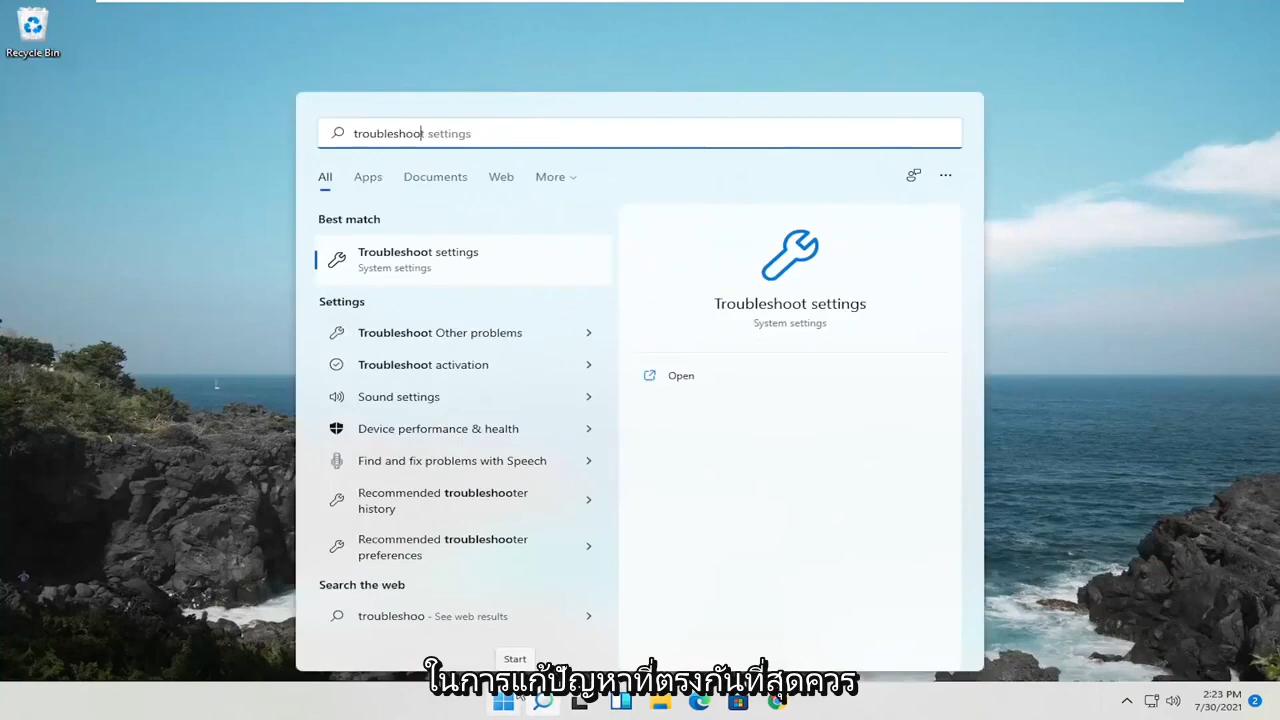 Recycle Bin
troubleshoot settings
All
Apps
Documents
Web
More
Best match
Troubleshoot settings
System settings
Settings
Troubleshoot Other problems
Troubleshoot activation
Sound settings
Device performance & health
Find and fix problems with Speech
Recommended troubleshooter
history
Recommended troubleshooter
preferences
Search the web
troubleshoo - See web results
Troubleshoot settings
System settings
Open
Start
ในการแก้ปัญหาที่ตรงกันที่สุดควร
2:23 PM
7/30/2021
2